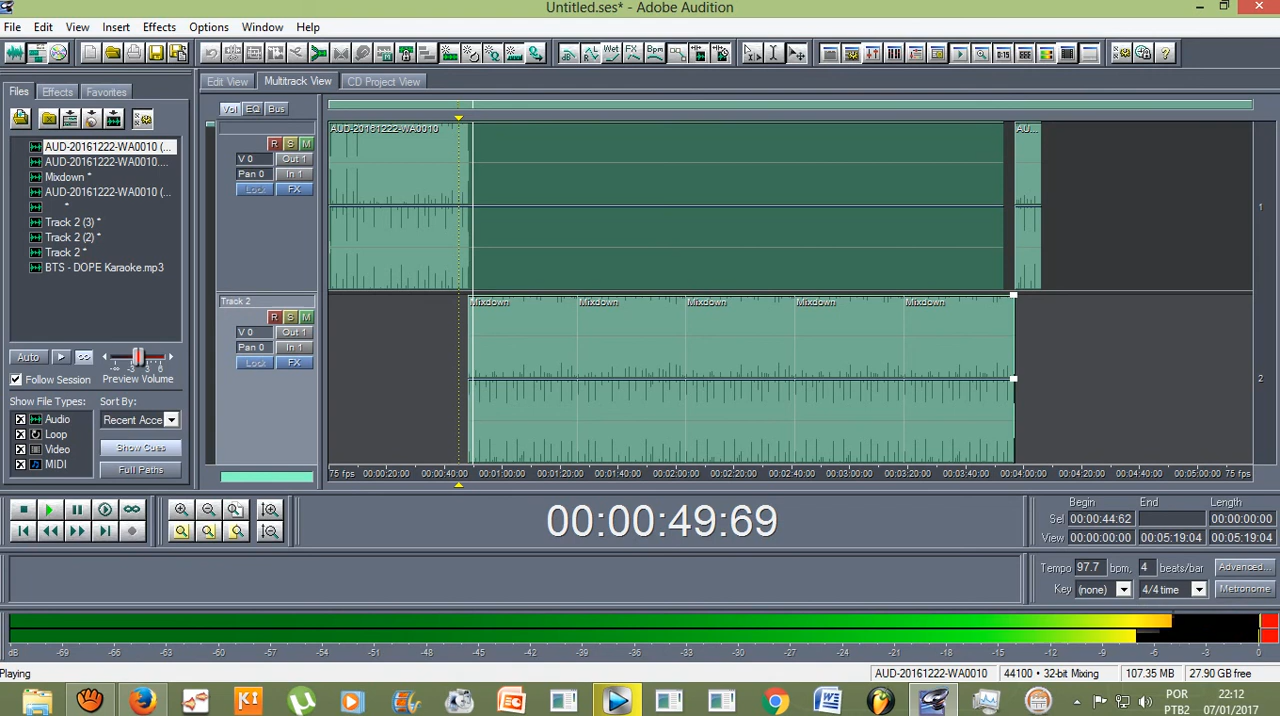 Untitled.ses* - Adobe Audition
File Edit View Insert Effects Options Window Help
Edit View Multitrack View CD Project View
Files Effects Favorites
Vol EQ Bus
AUD-20161222-WA0010 (...
AUD-20161222-WA0010....
Mixdown *
AUD-20161222-WA0010 (...
*
Track 2 (3) *
Track 2 (2) *
Track 2 *
BTS - DOPE Karaoke.mp3
Auto
Follow Session
Preview Volume
Show File Types:
Sort By:
Audio
Loop
Video
MIDI
Recent Acce
Show Cues
Full Paths
R S M
V 0 Out 1
Pan 0 In 1
Lock FX
Track 2
R S M
V 0 Out 1
Pan 0 In 1
Lock FX
AUD-20161222-WA0010
AU...
1
Mixdown Mixdown Mixdown Mixdown Mixdown
2
75 fps 00:00:20:00 00:00:40:00 00:01:00:00 00:01:20:00 00:01:40:00 00:02:00:00 00:02:20:00 00:02:40:00 00:03:00:00 00:03:20:00 00:03:40:00 00:04:00:00 00:04:20:00 00:04:40:00 00:05:00:00 75 fps
00:00:49:69
Begin End Length
Sel 00:00:44:62 00:00:00:00
View 00:00:00:00 00:05:19:04 00:05:19:04
Tempo 97.7 bpm, 4 beats/bar Advanced...
Key (none) 4/4 time Metronome
dB -69 -66 -63 -60 -57 -54 -51 -48 -45 -42 -39 -36 -33 -30 -27 -24 -21 -18 -15 -12 -9 -6 -3 0
Playing
AUD-20161222-WA0010 44100 • 32-bit Mixing 107.35 MB 27.90 GB free
POR
PTB2
22:12
07/01/2017